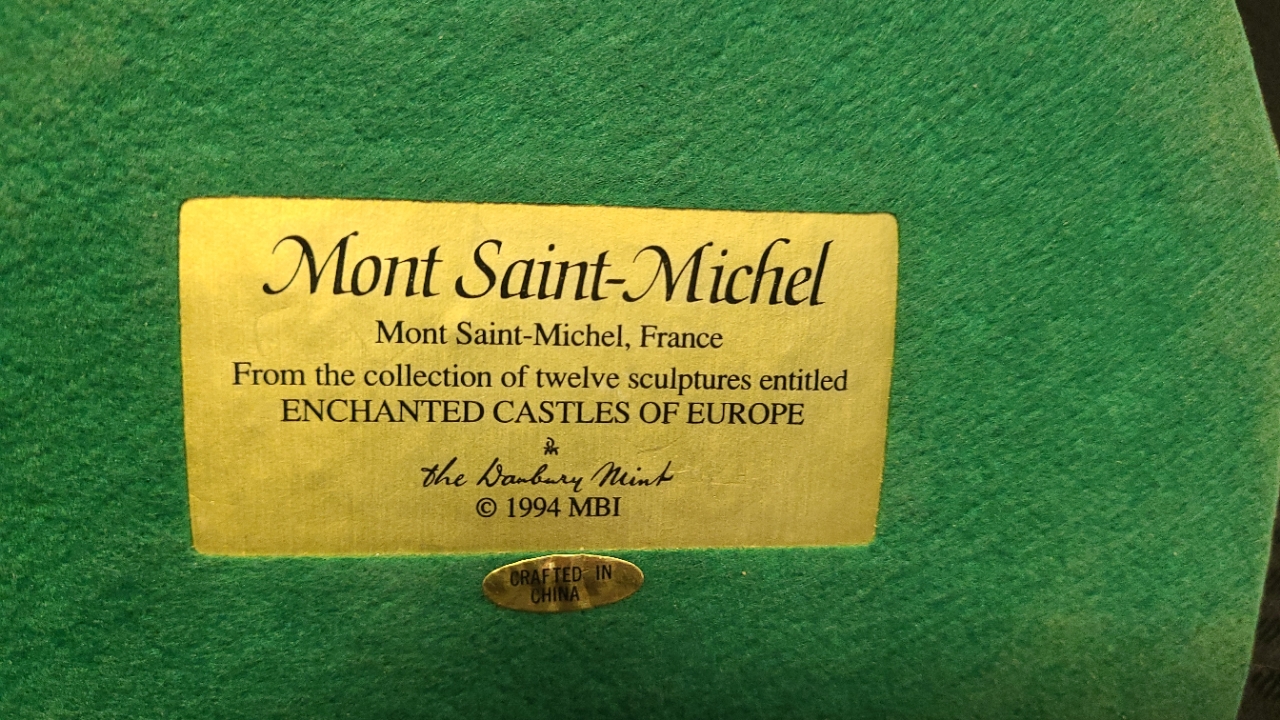 Mont Saint-Michel
Mont Saint-Michel, France
From the collection of twelve sculptures entitled
ENCHANTED CASTLES OF EUROPE
the Danbury Mint
© 1994 MBI
CRAFTED IN
CHINA